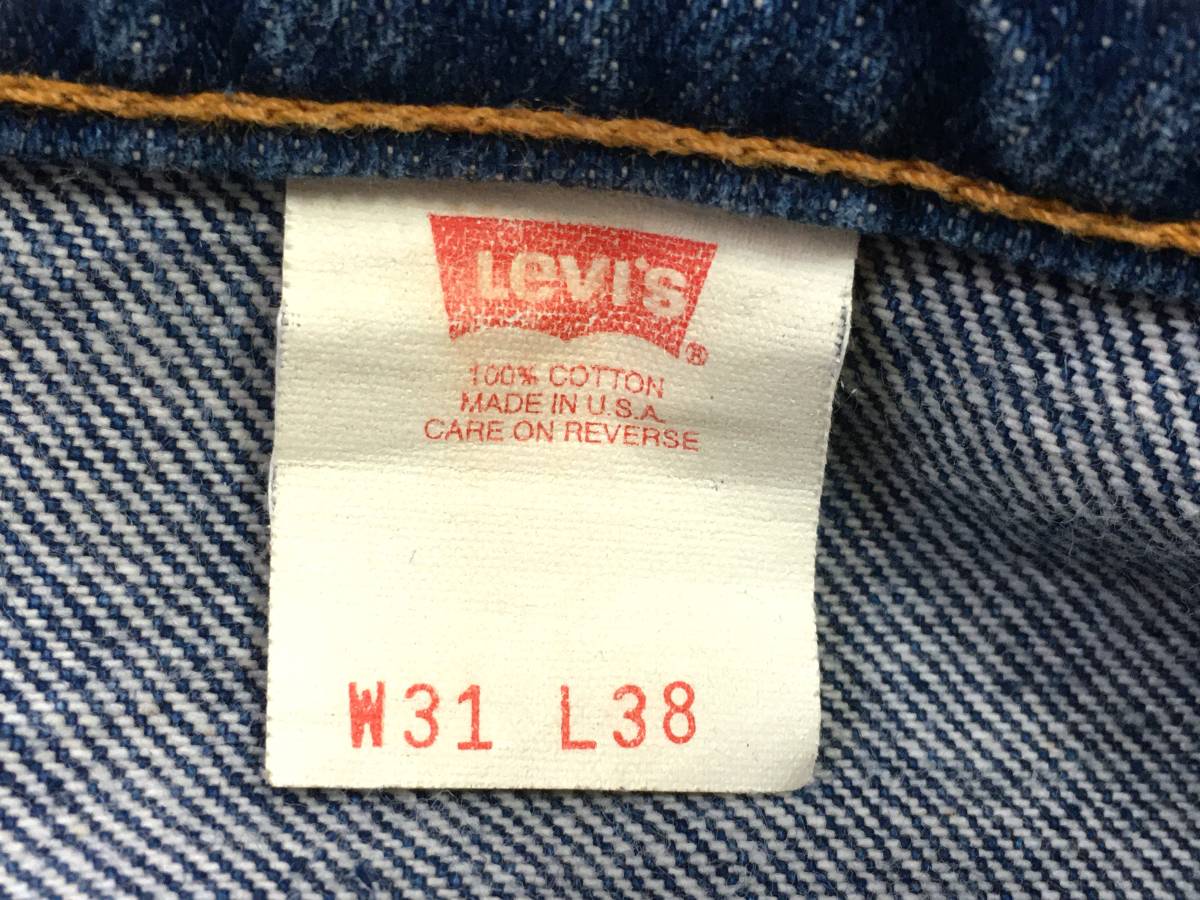 Levi's
®
100% COTTON
MADE IN U.S.A.
CARE ON REVERSE
W31 L38